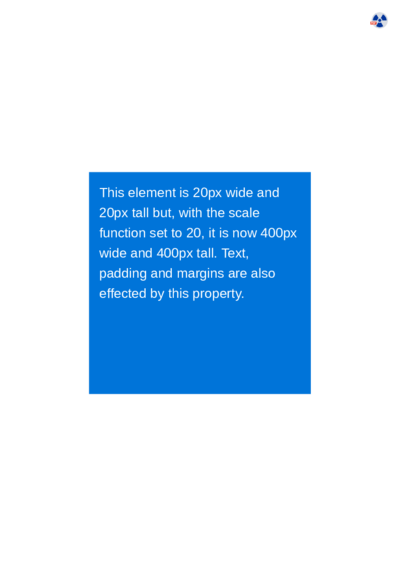 This element is 20px wide and
20px tall but, with the scale
function set to 20, it is now 400px
wide and 400px tall. Text,
padding and margins are also
effected by this property.